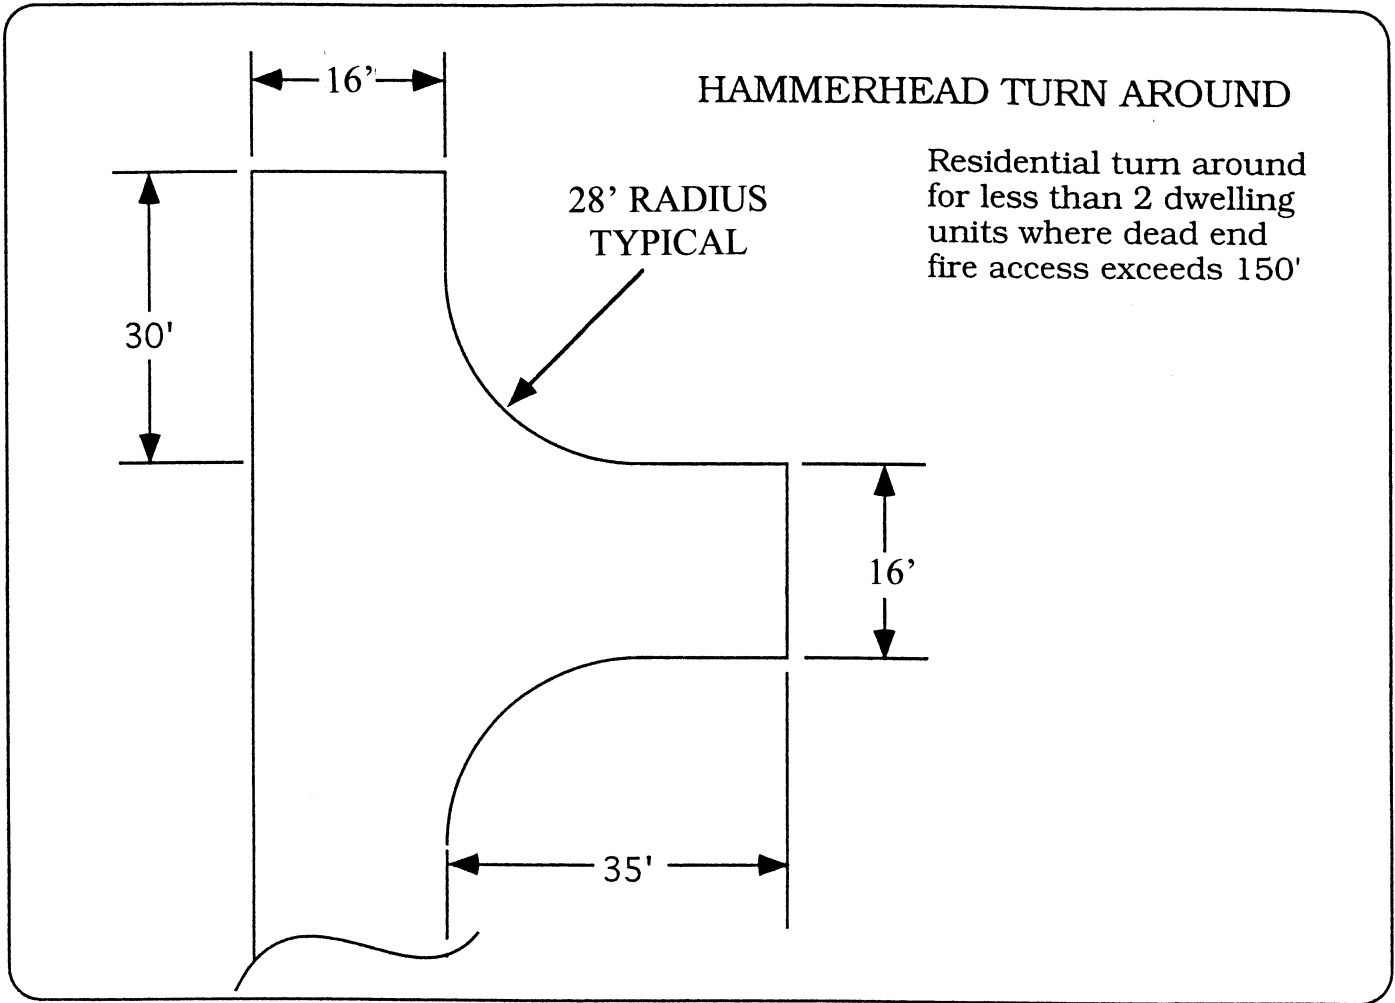 16’
HAMMERHEAD TURN AROUND
Residential turn around
for less than 2 dwelling
units where dead end
fire access exceeds 150'
28’ RADIUS
TYPICAL
30'
16’
35'